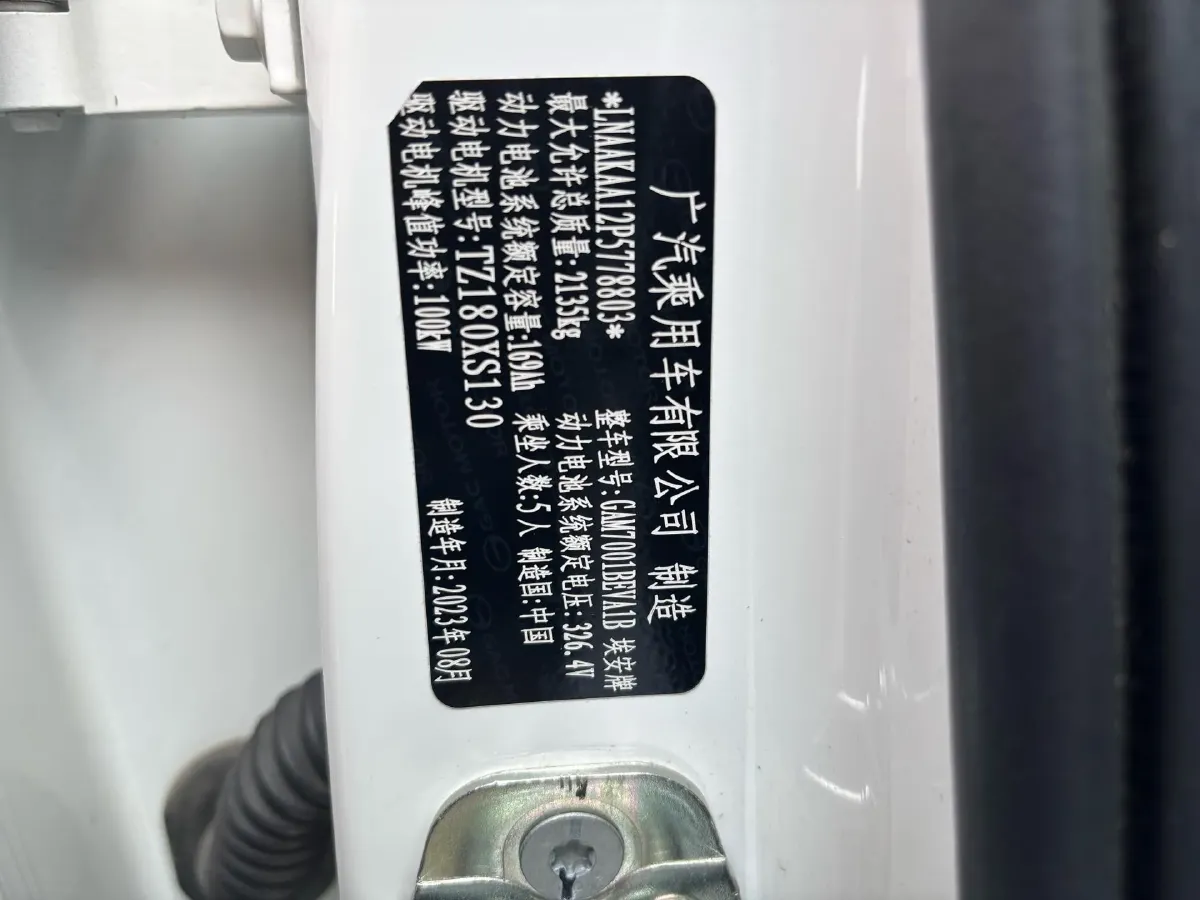 广汽乘用车有限公司 制造
*LNAAKAA12P5778803* 整车型号:GAM7001BEVA1B 埃安牌
最大允许总质量:2135kg 动力电池系统额定电压:326.4V
动力电池系统额定容量:169Ah 乘坐人数:5人 制造国:中国
驱动电机型号:TZ180XS130
驱动电机峰值功率:100kW 制造年月:2023年08月